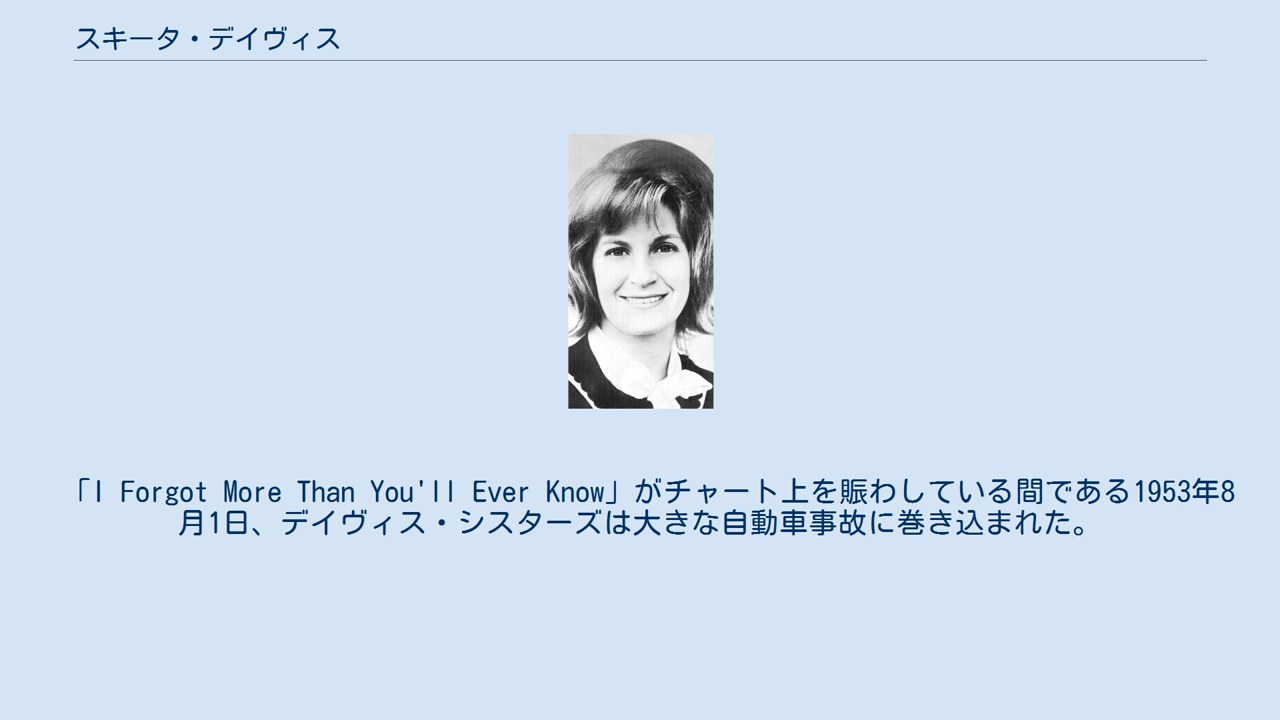 スキータ・デイヴィス
「I Forgot More Than You'll Ever Know」がチャート上を賑わしている間である1953年8
月1日、デイヴィス・シスターズは大きな自動車事故に巻き込まれた。